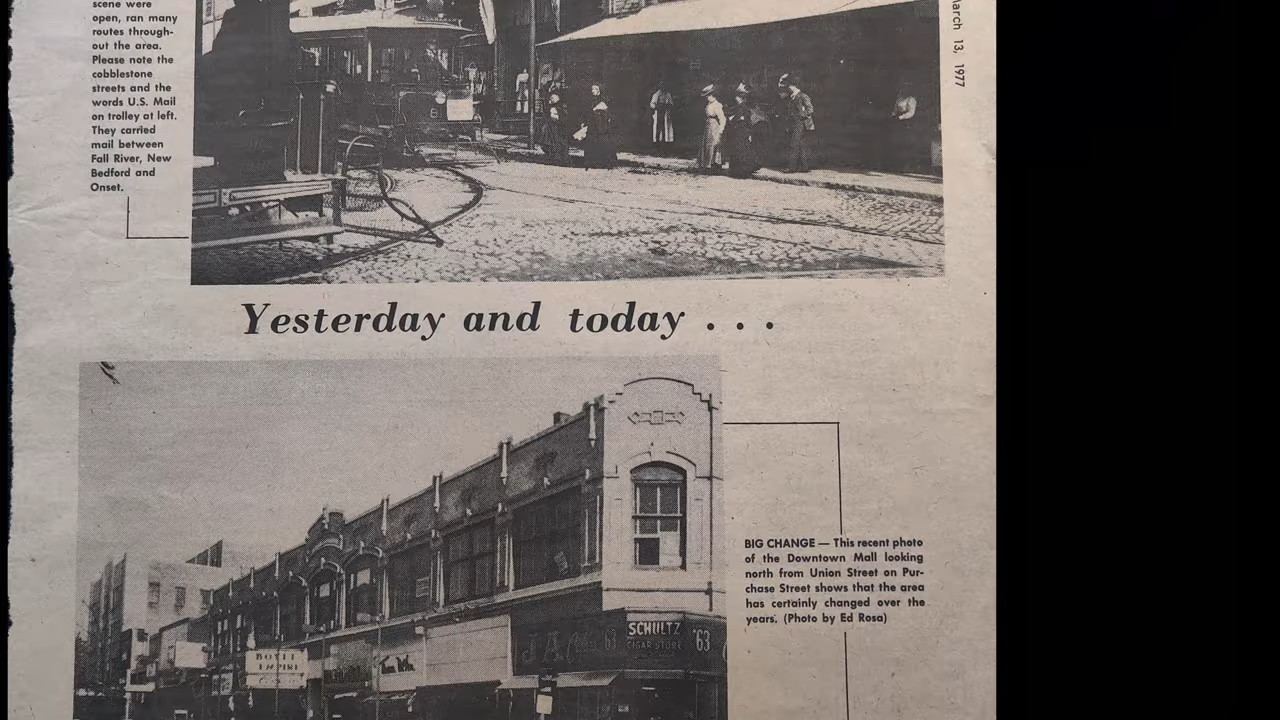 scene were
open, ran many
routes through-
out the area.
Please note the
cobblestone
streets and the
words U.S. Mail
on trolley at left.
They carried
mail between
Fall River, New
Bedford and
Onset.
March 13, 1977
6
Yesterday and today . . .
BIG CHANGE — This recent photo
of the Downtown Mall looking
north from Union Street on Pur-
chase Street shows that the area
has certainly changed over the
years. (Photo by Ed Rosa)
SCHULTZ
CIGAR STORE
'63
EMPIRE